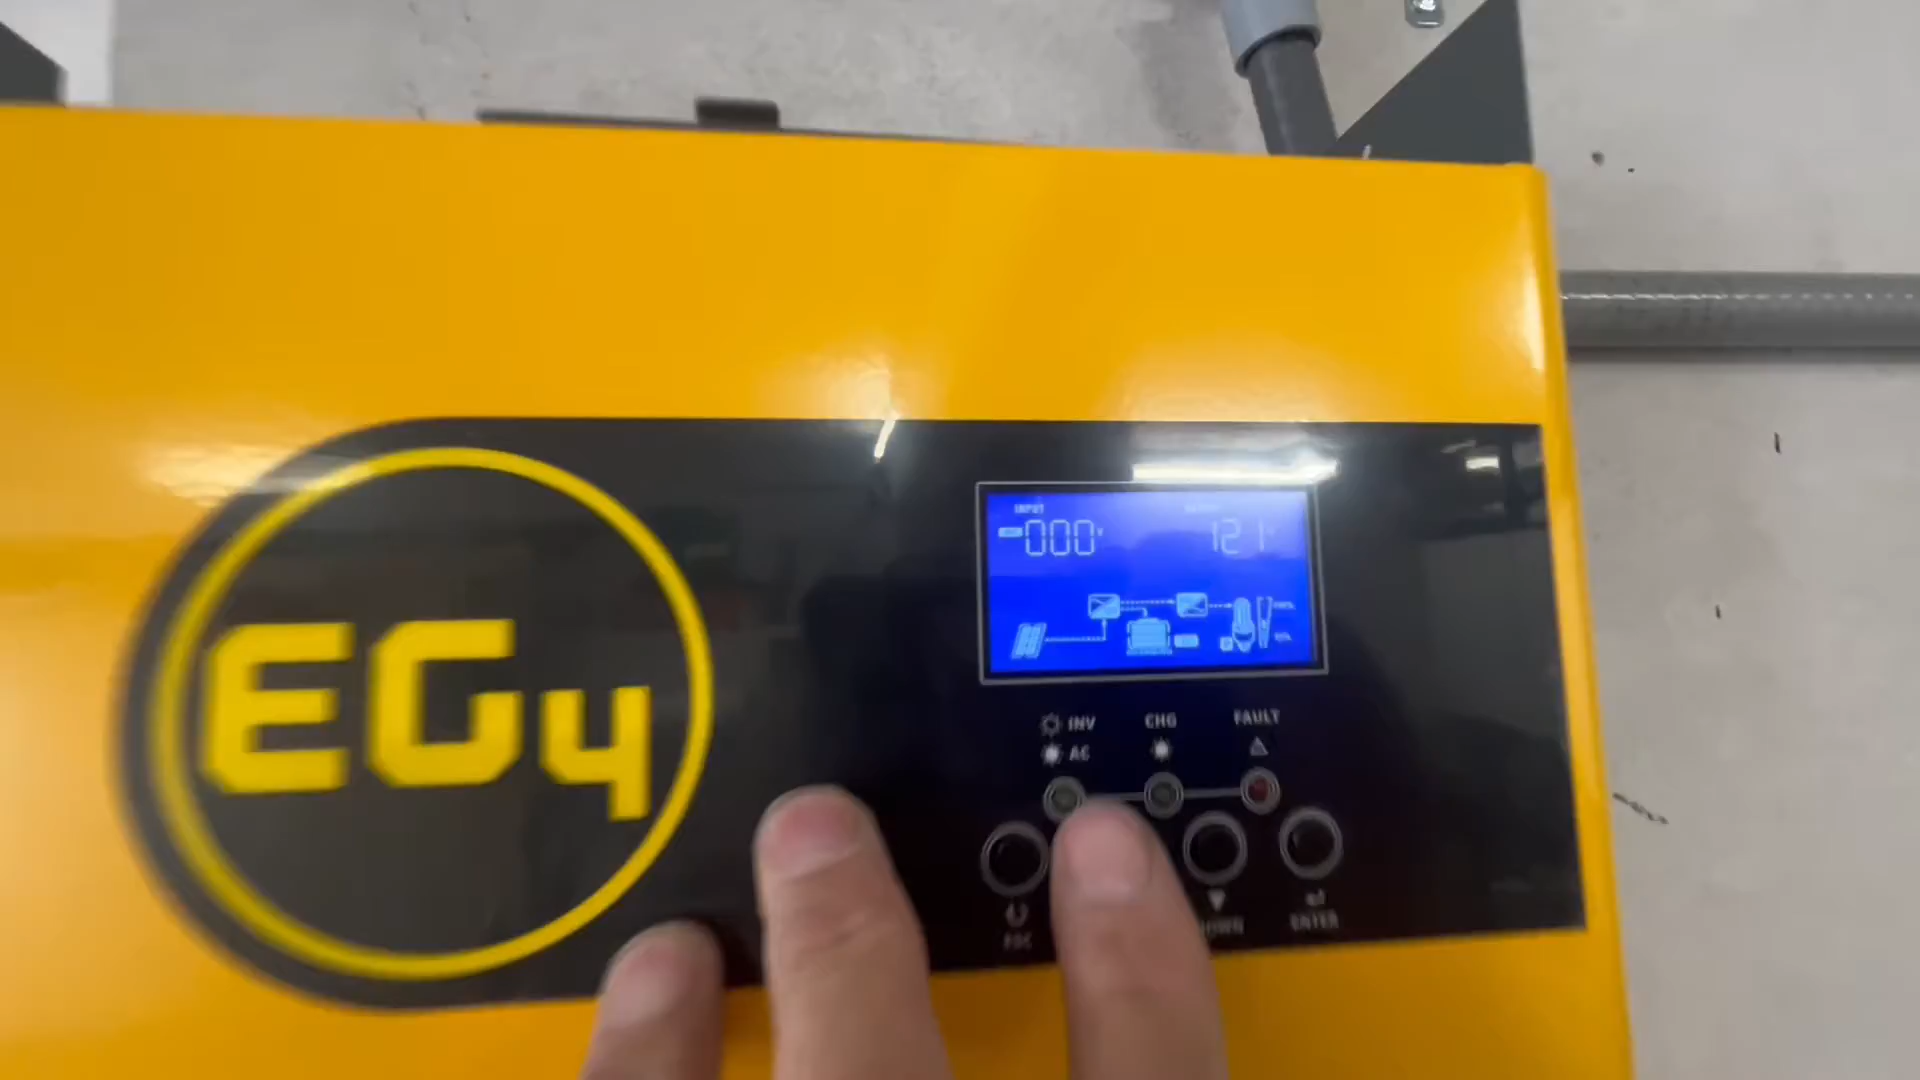 EG4
INPUT
000
121
INV
CHG
FAULT
AC
ENTER